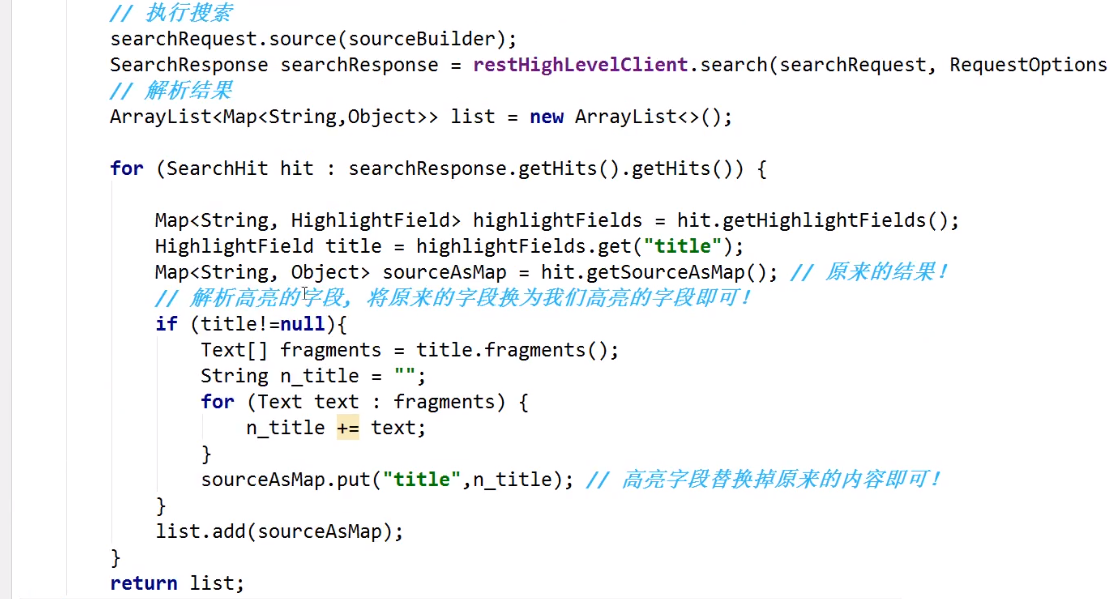 // 执行搜索
searchRequest.source(sourceBuilder);
SearchResponse searchResponse = restHighLevelClient.search(searchRequest, RequestOptions
// 解析结果
ArrayList<Map<String,Object>> list = new ArrayList<>();
for (SearchHit hit : searchResponse.getHits().getHits()) {
Map<String, HighlightField> highlightFields = hit.getHighlightFields();
HighlightField title = highlightFields.get("title");
Map<String, Object> sourceAsMap = hit.getSourceAsMap(); // 原来的结果!
// 解析高亮的字段, 将原来的字段换为我们高亮的字段即可!
if (title!=null){
Text[] fragments = title.fragments();
String n_title = "";
for (Text text : fragments) {
n_title += text;
}
sourceAsMap.put("title",n_title); // 高亮字段替换掉原来的内容即可!
}
list.add(sourceAsMap);
}
return list;